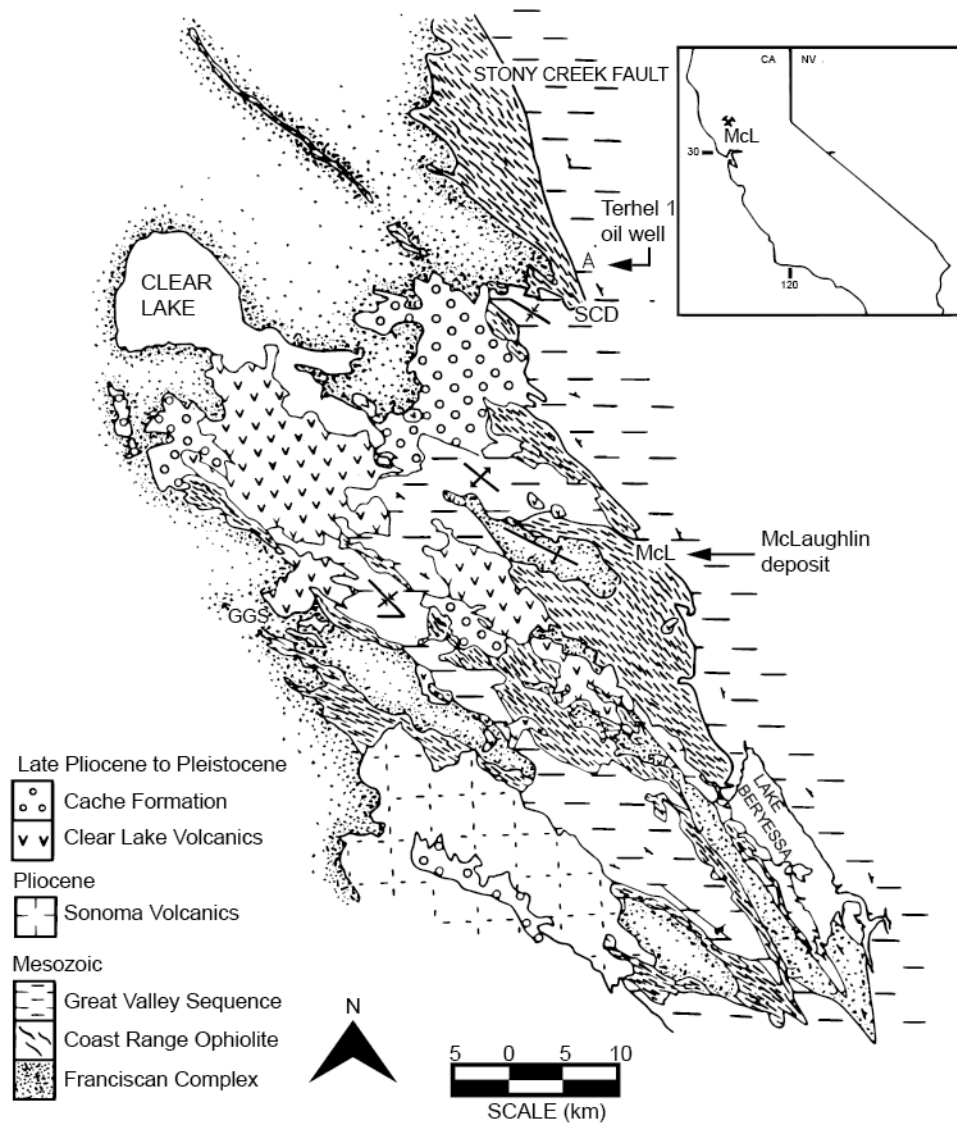 STONY CREEK FAULT
CA
NV
McL
30
120
Terhel 1
oil well
A
SCD
CLEAR
LAKE
McL
McLaughlin
deposit
GGS
LAKE
BERYESSA
Late Pliocene to Pleistocene
Cache Formation
Clear Lake Volcanics
Pliocene
Sonoma Volcanics
Mesozoic
Great Valley Sequence
Coast Range Ophiolite
Franciscan Complex
N
5 0 5 10
SCALE (km)